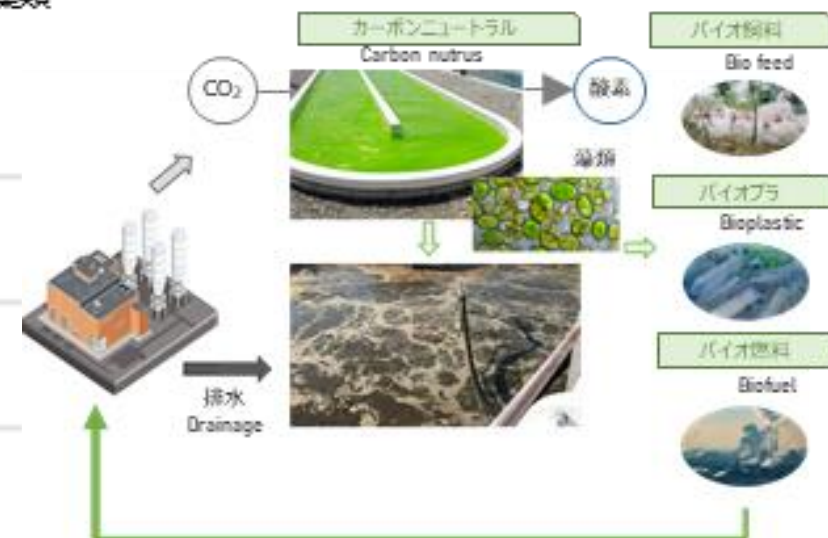 カーボンニュートラル
Carbon nutrus
CO₂
酸素
藻類
排水
Drainage
バイオ飼料
Bio feed
バイオプラ
Bioplastic
バイオ燃料
Biofuel